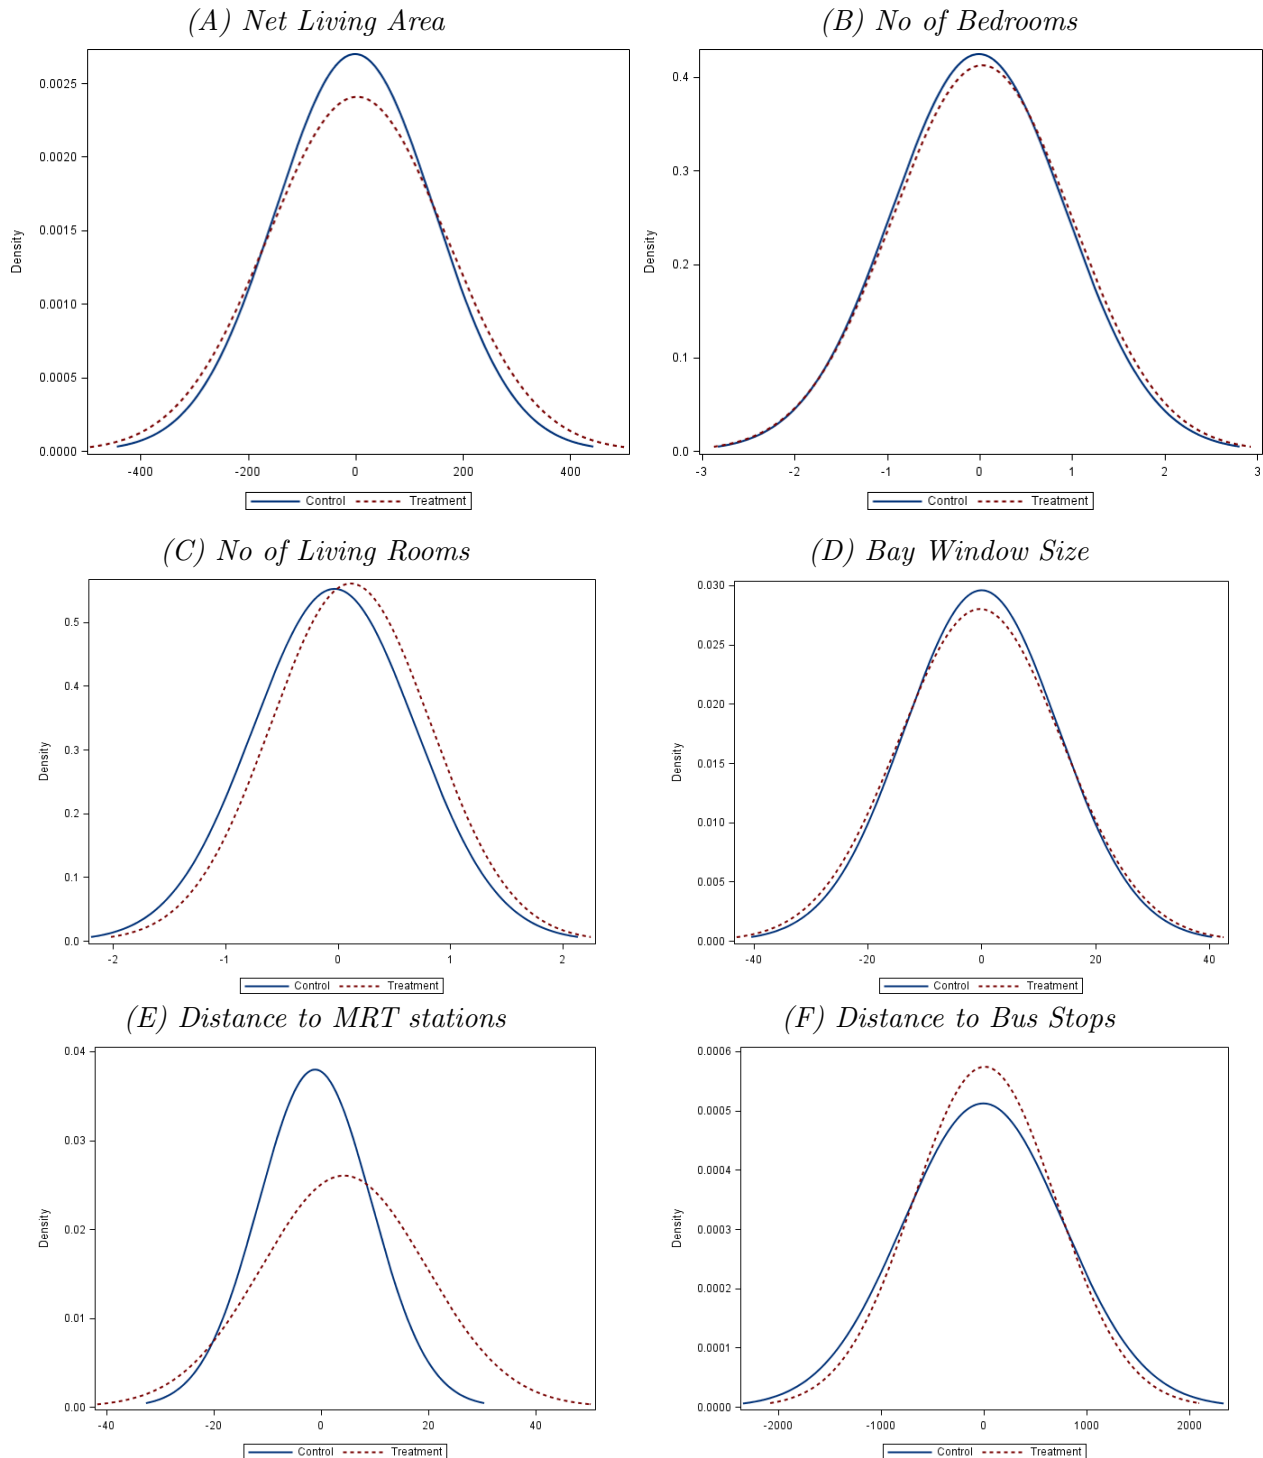 (A) Net Living Area
0.0025
0.0020
0.0015
0.0010
0.0005
0.0000
Density
-400 -200 0 200 400
Control Treatment
(B) No of Bedrooms
0.4
0.3
0.2
0.1
0.0
Density
-3 -2 -1 0 1 2 3
Control Treatment
(C) No of Living Rooms
0.5
0.4
0.3
0.2
0.1
0.0
Density
-2 -1 0 1 2
Control Treatment
(D) Bay Window Size
0.030
0.025
0.020
0.015
0.010
0.005
0.000
Density
-40 -20 0 20 40
Control Treatment
(E) Distance to MRT stations
0.04
0.03
0.02
0.01
0.00
Density
-40 -20 0 20 40
Control Treatment
(F) Distance to Bus Stops
0.0006
0.0005
0.0004
0.0003
0.0002
0.0001
0.0000
Density
-2000 -1000 0 1000 2000
Control Treatment